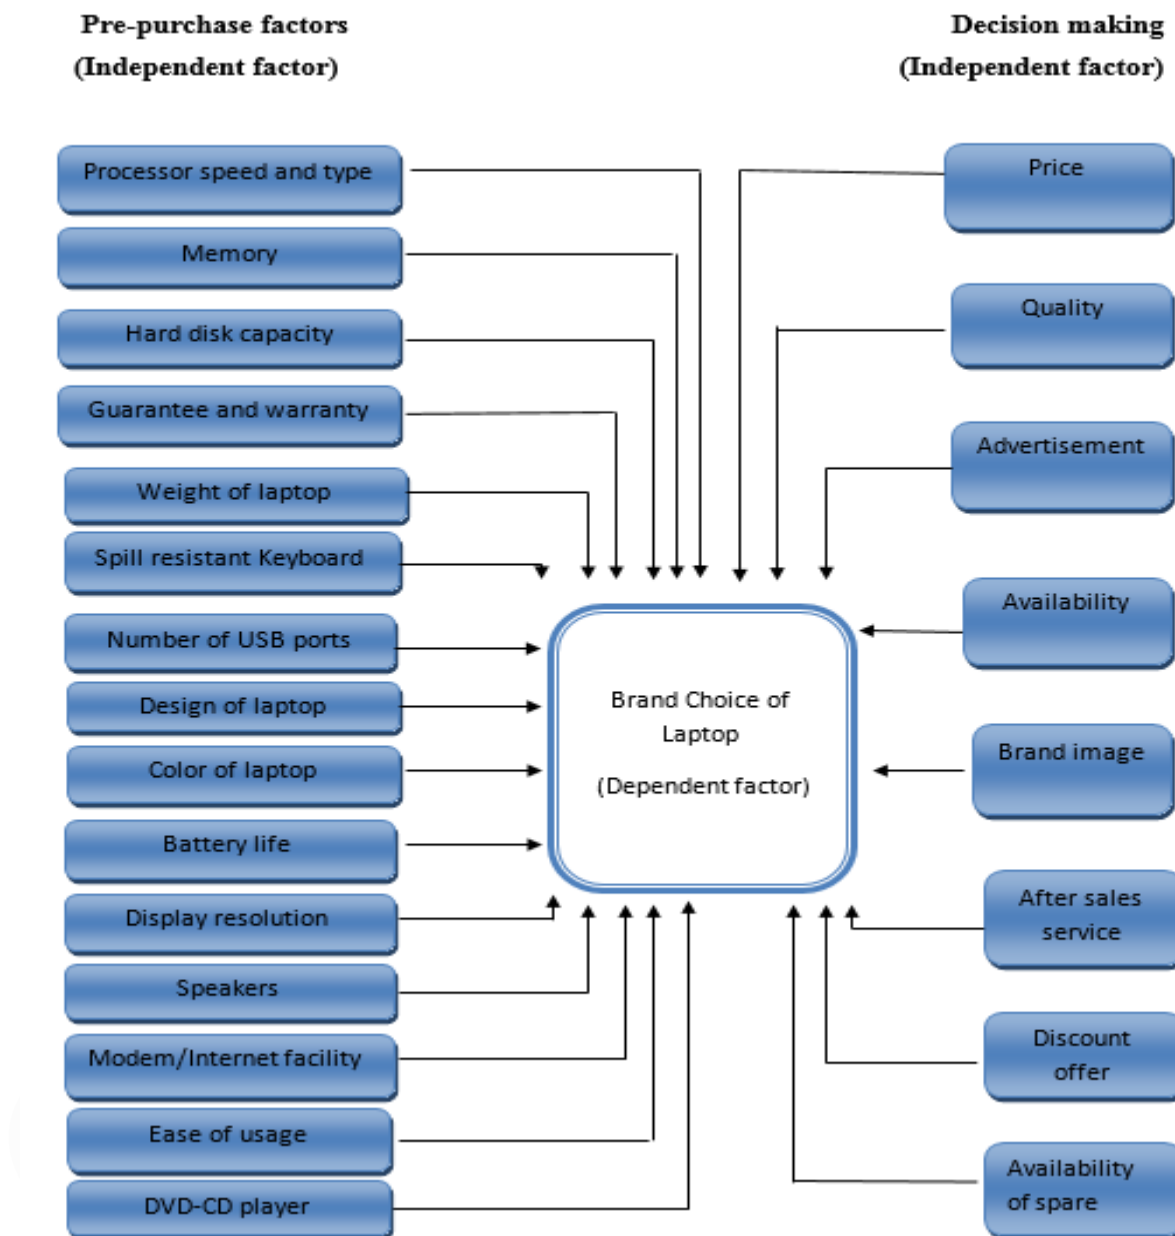 Pre-purchase factors
(Independent factor)
Decision making
(Independent factor)
Processor speed and type
Memory
Hard disk capacity
Guarantee and warranty
Weight of laptop
Spill resistant Keyboard
Number of USB ports
Design of laptop
Color of laptop
Battery life
Display resolution
Speakers
Modem/Internet facility
Ease of usage
DVD-CD player
Brand Choice of
Laptop
(Dependent factor)
Price
Quality
Advertisement
Availability
Brand image
After sales
service
Discount
offer
Availability
of spare